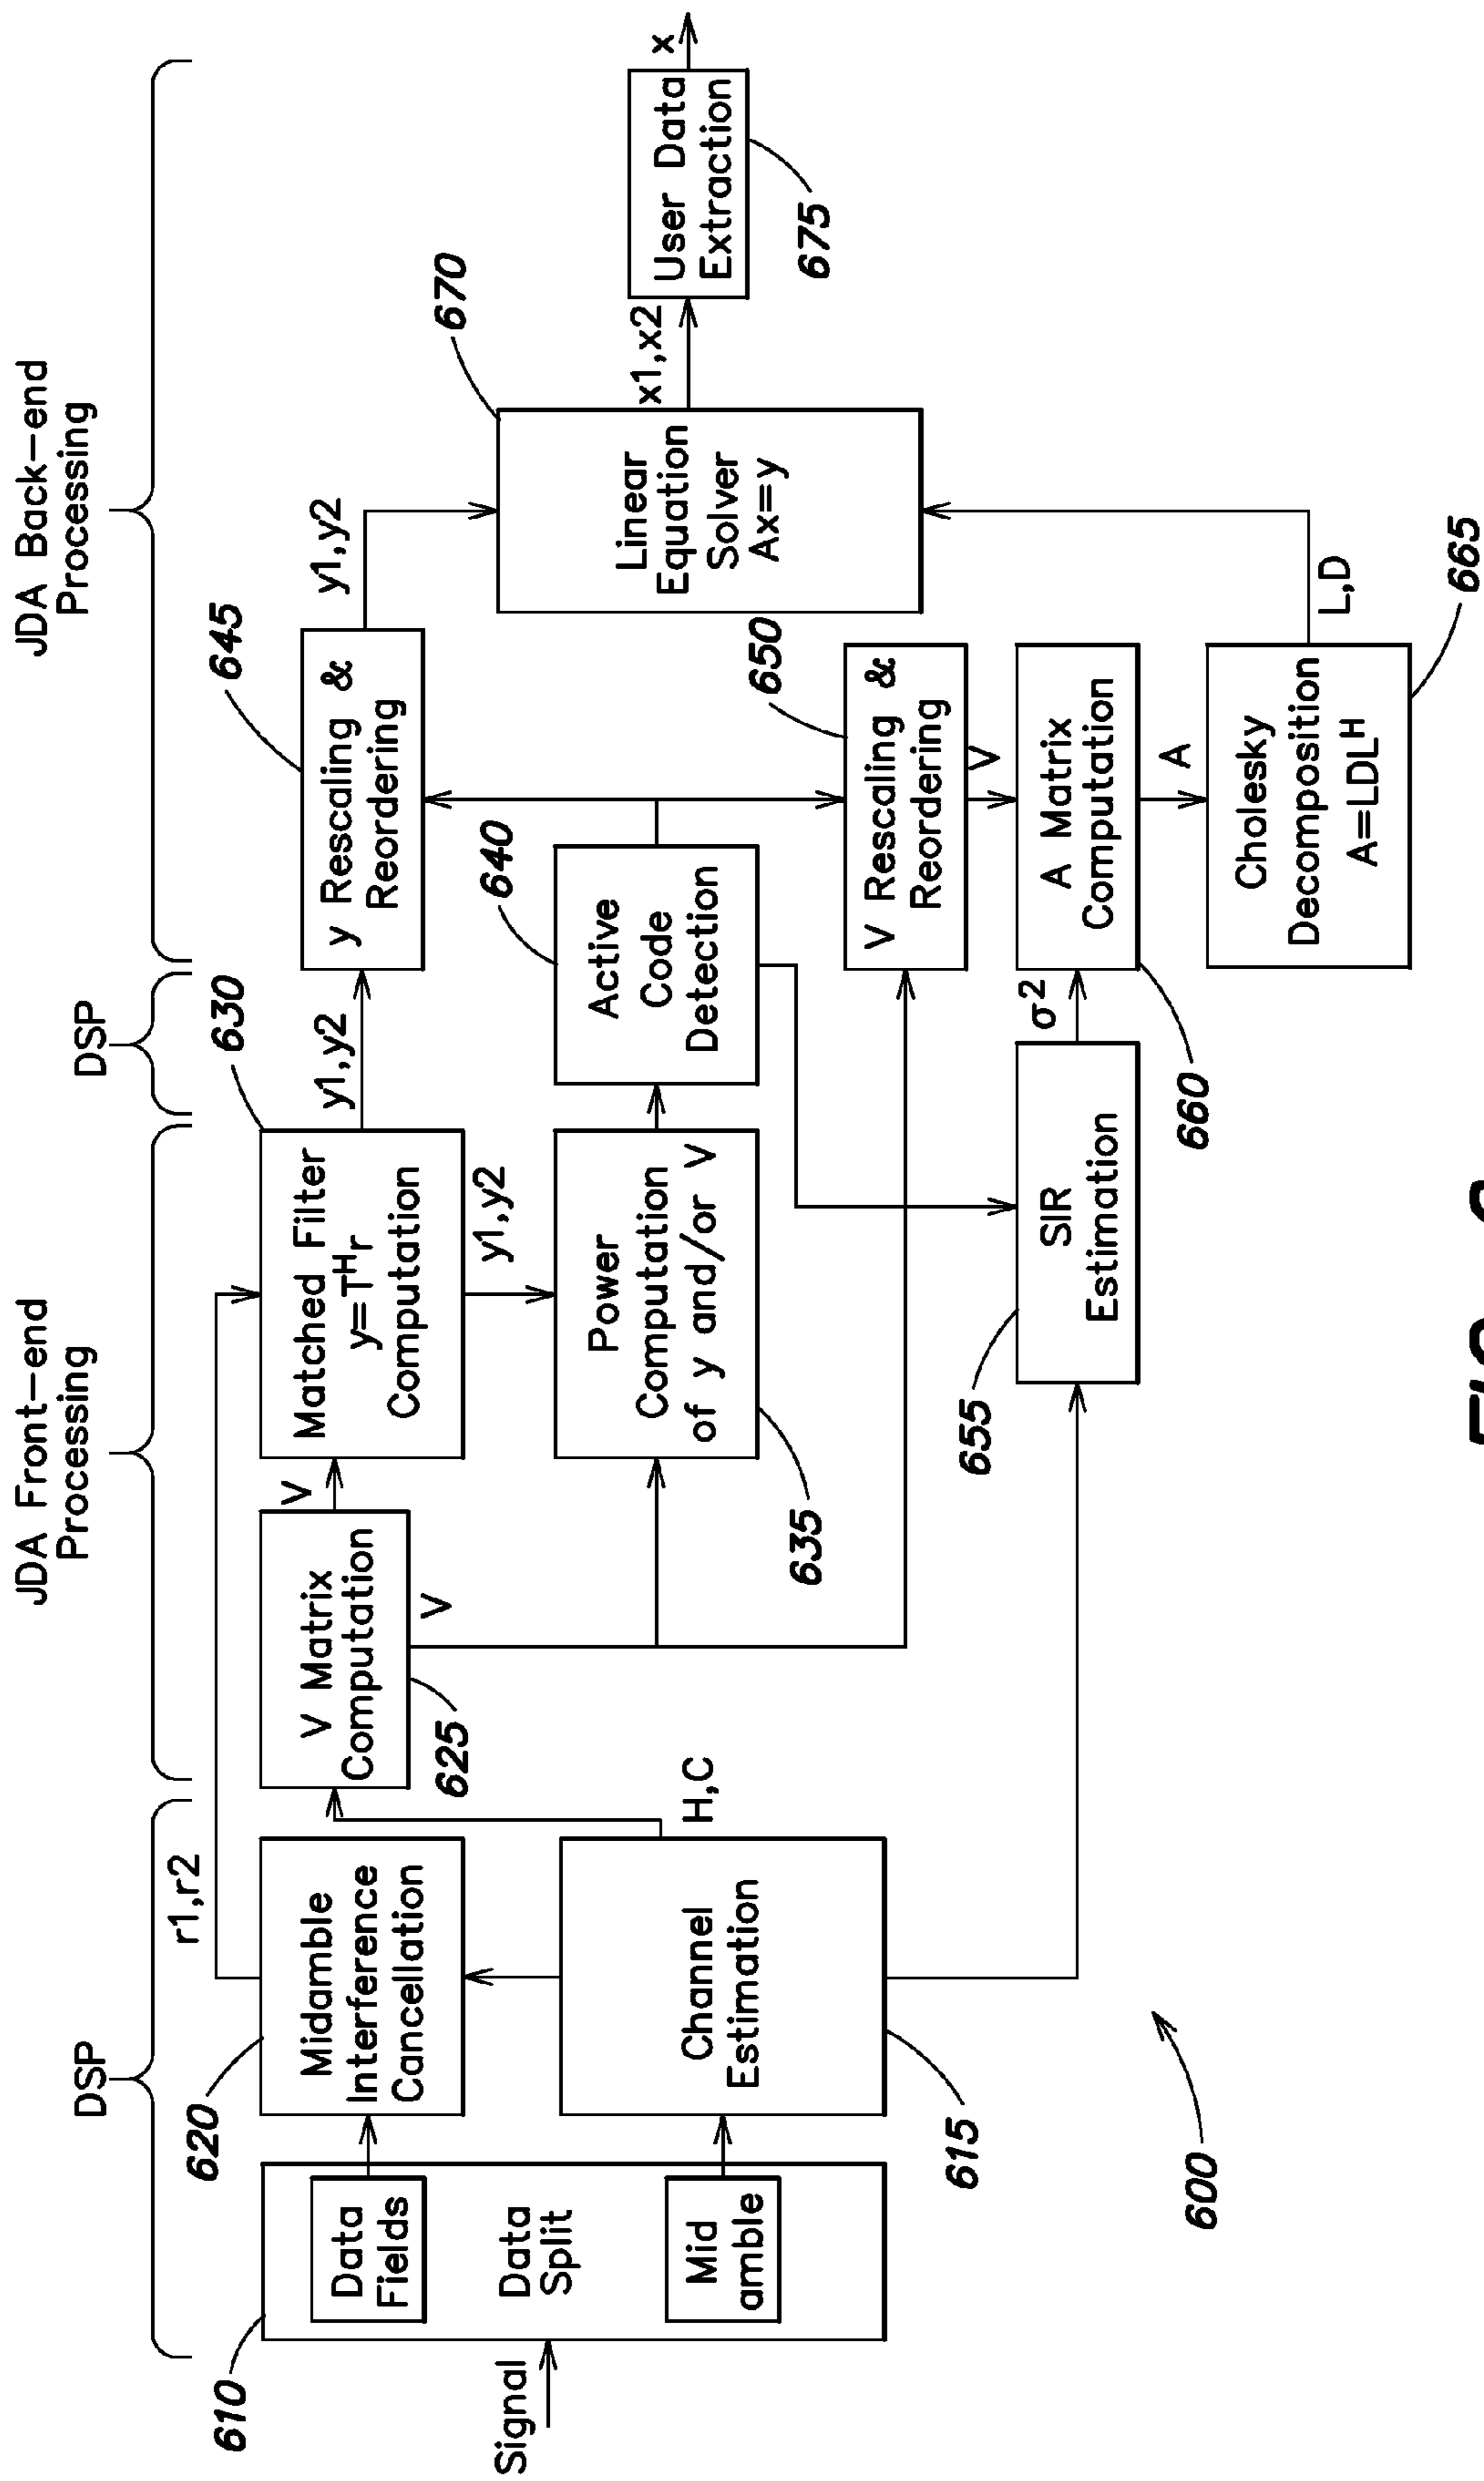 DSP
JDA Front-end
Processing
DSP
JDA Back-end
Processing
Signal
610
Data
Fields
Data
Split
Mid
amble
620
Midamble
Interference
Cancellation
r1,r2
Channel
Estimation
615
H,C
V Matrix
Computation
625
V
V
Matched Filter
y=T^H r
Computation
630
y1,y2
y1,y2
Power
Computation
of y and/or V
635
Active
Code
Detection
640
y Rescaling &
Reordering
645
y1,y2
V Rescaling &
Reordering
650
V
SIR
Estimation
655
σ²
A Matrix
Computation
660
A
Cholesky
Decomposition
A=LDL^H
665
L,D
Linear
Equation
Solver
Ax=y
670
x1,x2
User Data
Extraction
675
x
600